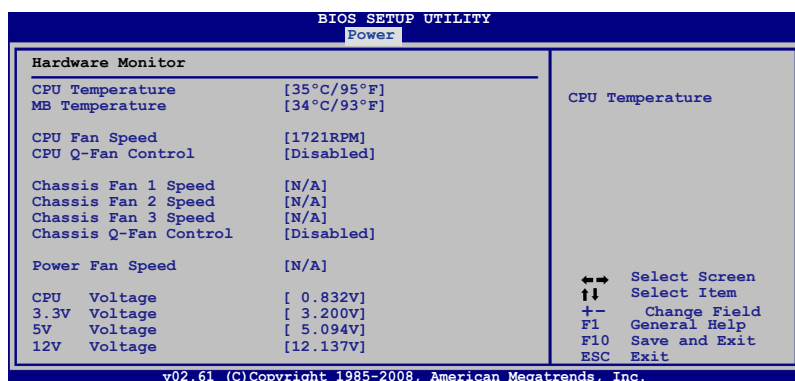 BIOS SETUP UTILITY
Power
Hardware Monitor
CPU Temperature [35°C/95°F]
MB Temperature [34°C/93°F]
CPU Fan Speed [1721RPM]
CPU Q-Fan Control [Disabled]
Chassis Fan 1 Speed [N/A]
Chassis Fan 2 Speed [N/A]
Chassis Fan 3 Speed [N/A]
Chassis Q-Fan Control [Disabled]
Power Fan Speed [N/A]
CPU Voltage [ 0.832V]
3.3V Voltage [ 3.200V]
5V Voltage [ 5.094V]
12V Voltage [12.137V]
CPU Temperature
←→ Select Screen
↑↓ Select Item
+- Change Field
F1 General Help
F10 Save and Exit
ESC Exit
v02.61 (C)Copyright 1985-2008, American Megatrends, Inc.